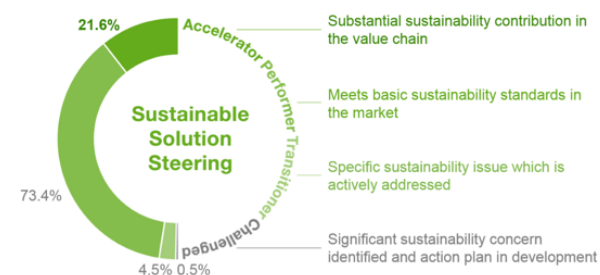 21.6%
Accelerator Performer Transitioner Challenged
Substantial sustainability contribution in
the value chain
Sustainable
Solution
Steering
Meets basic sustainability standards in
the market
Specific sustainability issue which is
actively addressed
73.4%
Significant sustainability concern
identified and action plan in development
4.5% 0.5%